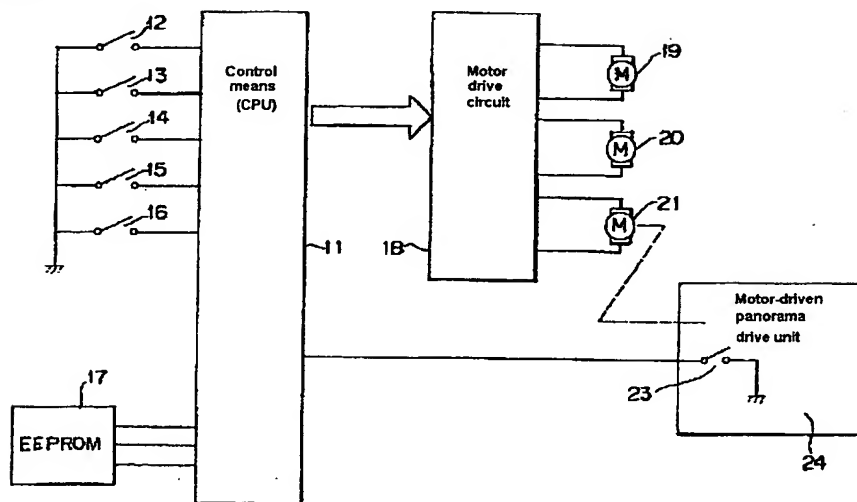 12
13
14
15
16
Control
means
(CPU)
11
Motor
drive
circuit
18
19
20
21
Motor-driven
panorama
drive unit
23
24
17
EEPROM
M
M
M